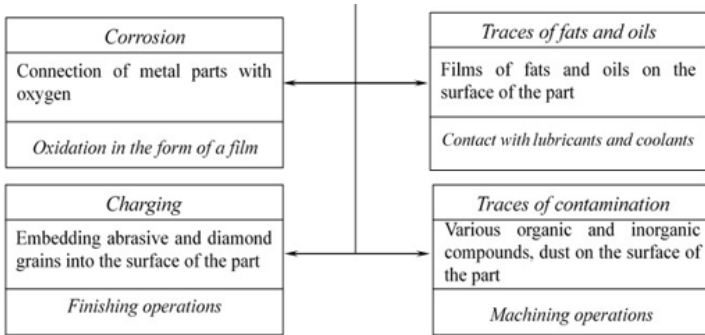 Corrosion
Connection of metal parts with
oxygen
Oxidation in the form of a film
Traces of fats and oils
Films of fats and oils on the
surface of the part
Contact with lubricants and coolants
Charging
Embedding abrasive and diamond
grains into the surface of the part
Finishing operations
Traces of contamination
Various organic and inorganic
compounds, dust on the surface of
the part
Machining operations